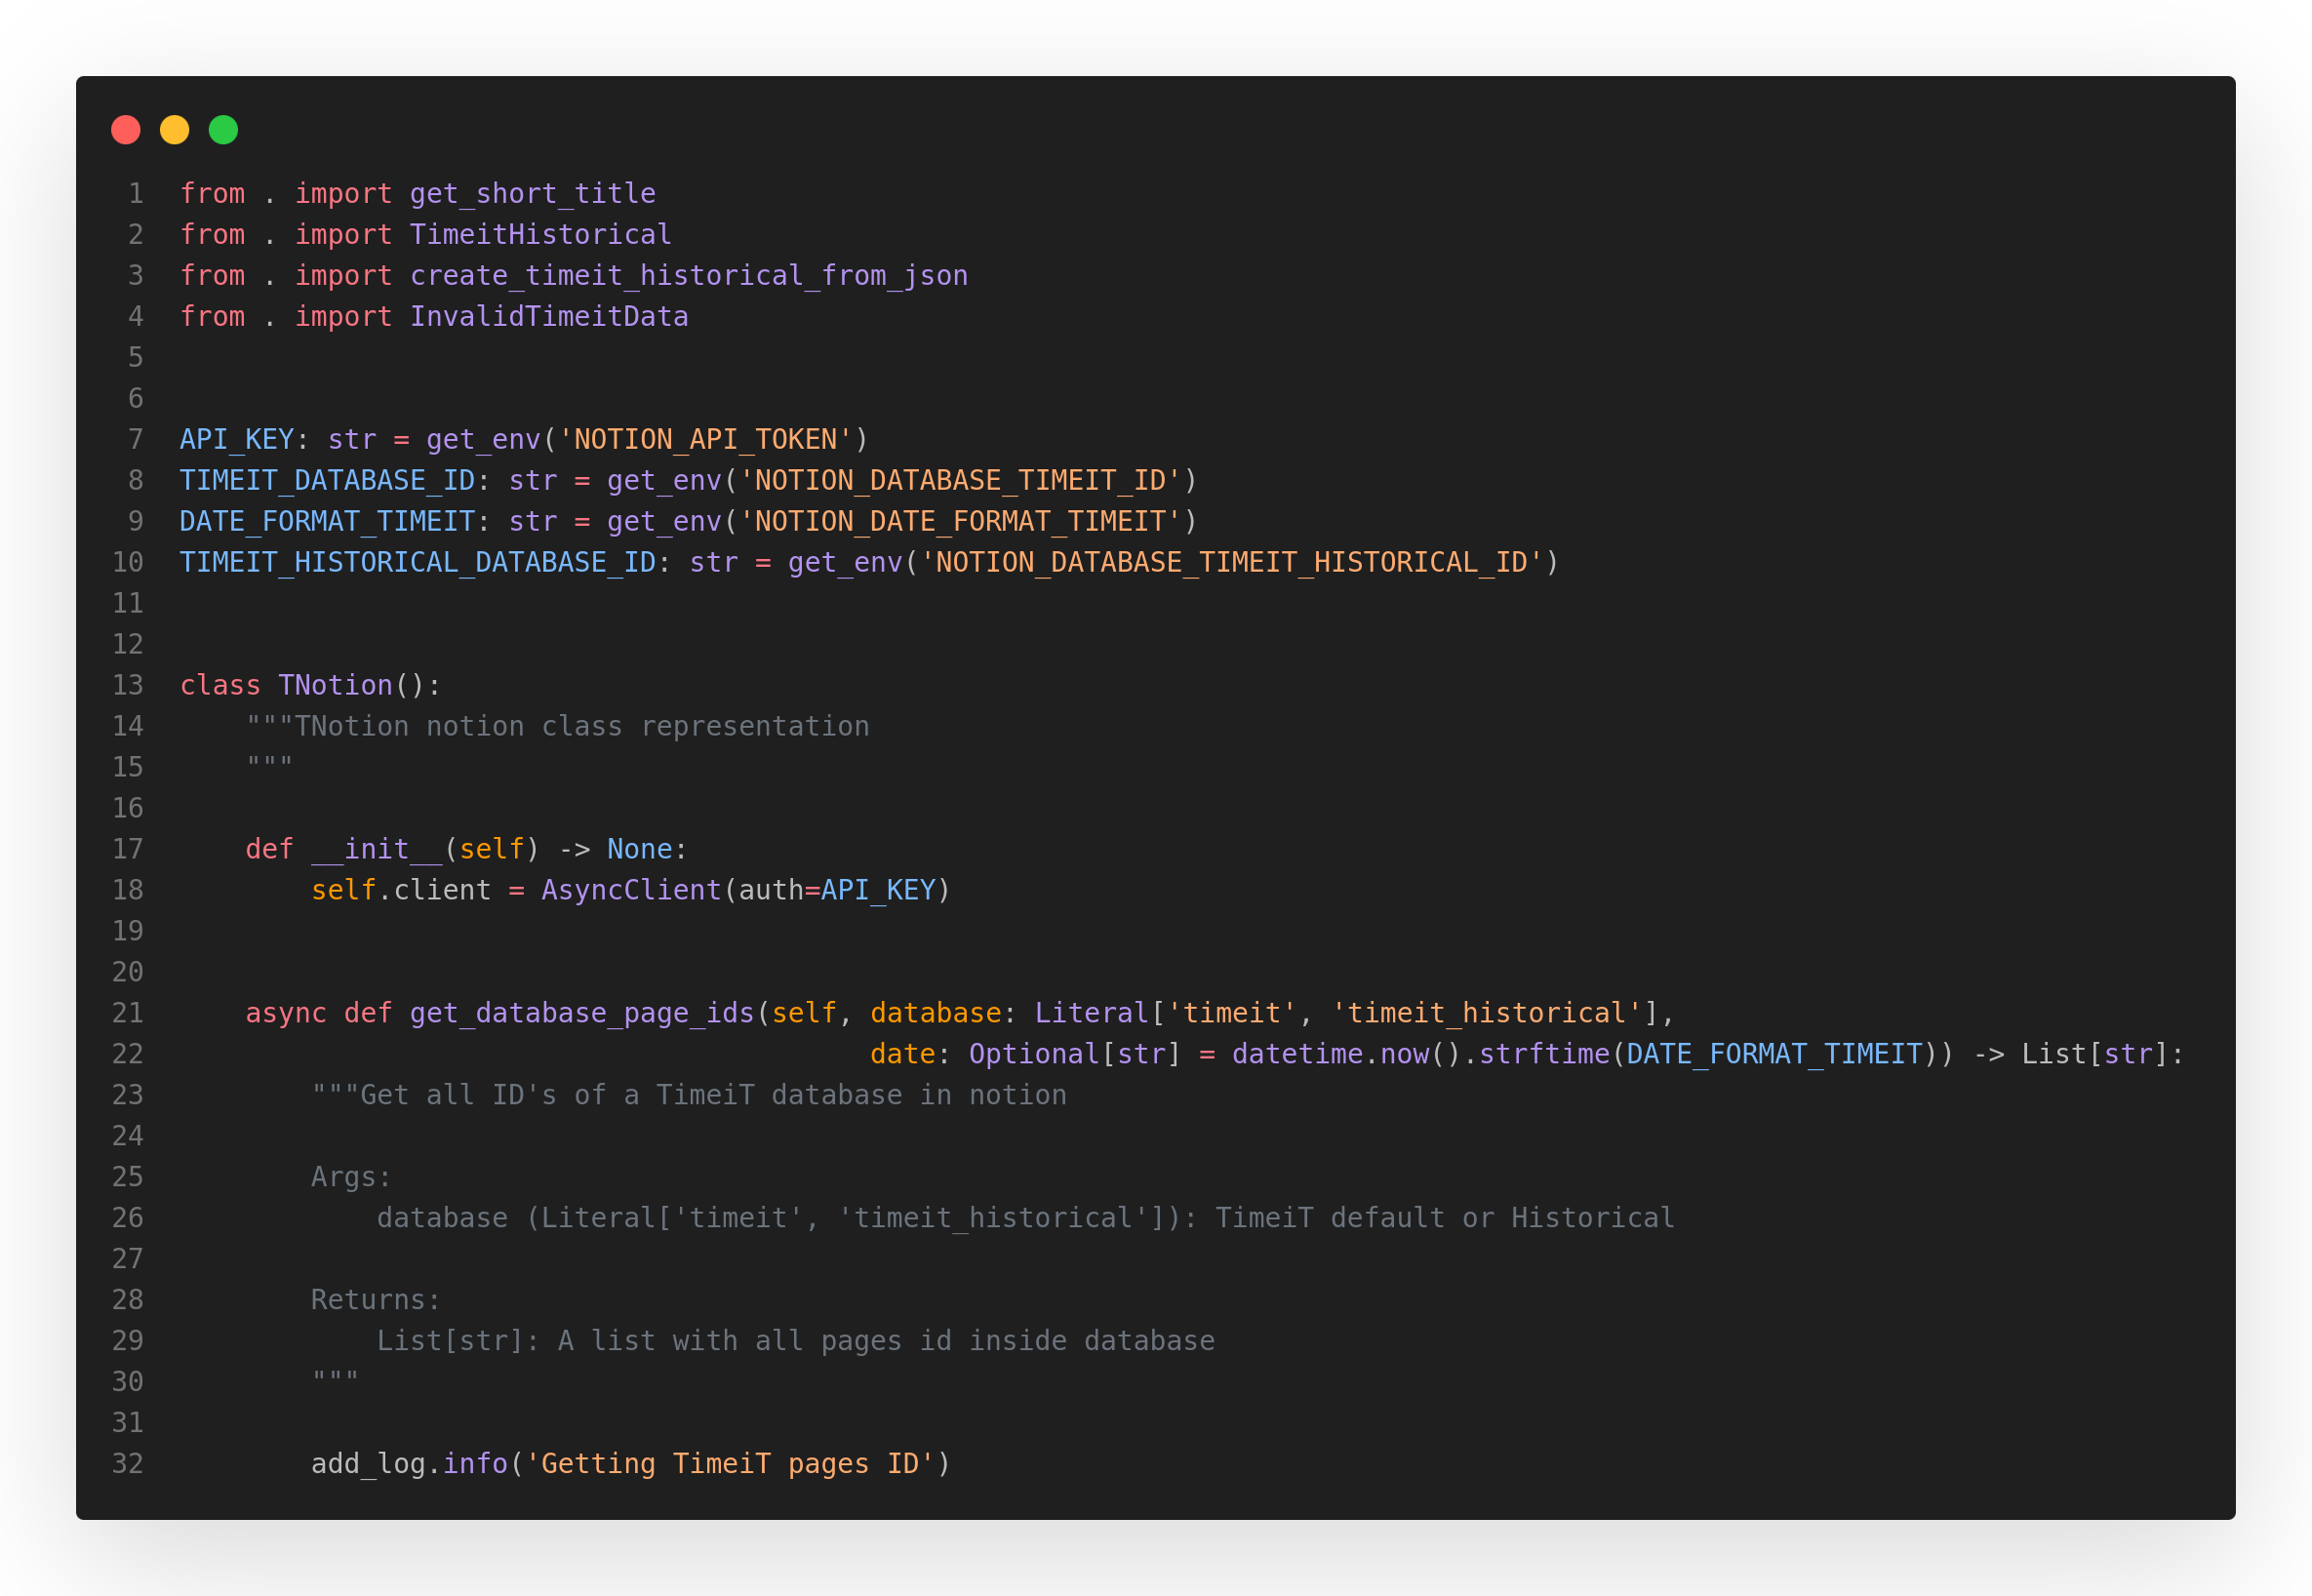 1 from . import get_short_title
2 from . import TimeitHistorical
3 from . import create_timeit_historical_from_json
4 from . import InvalidTimeitData
5
6
7 API_KEY: str = get_env('NOTION_API_TOKEN')
8 TIMEIT_DATABASE_ID: str = get_env('NOTION_DATABASE_TIMEIT_ID')
9 DATE_FORMAT_TIMEIT: str = get_env('NOTION_DATE_FORMAT_TIMEIT')
10 TIMEIT_HISTORICAL_DATABASE_ID: str = get_env('NOTION_DATABASE_TIMEIT_HISTORICAL_ID')
11
12
13 class TNotion():
14     """TNotion notion class representation
15     """
16
17     def __init__(self) -> None:
18         self.client = AsyncClient(auth=API_KEY)
19
20
21     async def get_database_page_ids(self, database: Literal['timeit', 'timeit_historical'],
22                                           date: Optional[str] = datetime.now().strftime(DATE_FORMAT_TIMEIT)) -> List[str]:
23         """Get all ID's of a TimeiT database in notion
24
25         Args:
26             database (Literal['timeit', 'timeit_historical']): TimeiT default or Historical
27
28         Returns:
29             List[str]: A list with all pages id inside database
30         """
31
32         add_log.info('Getting TimeiT pages ID')